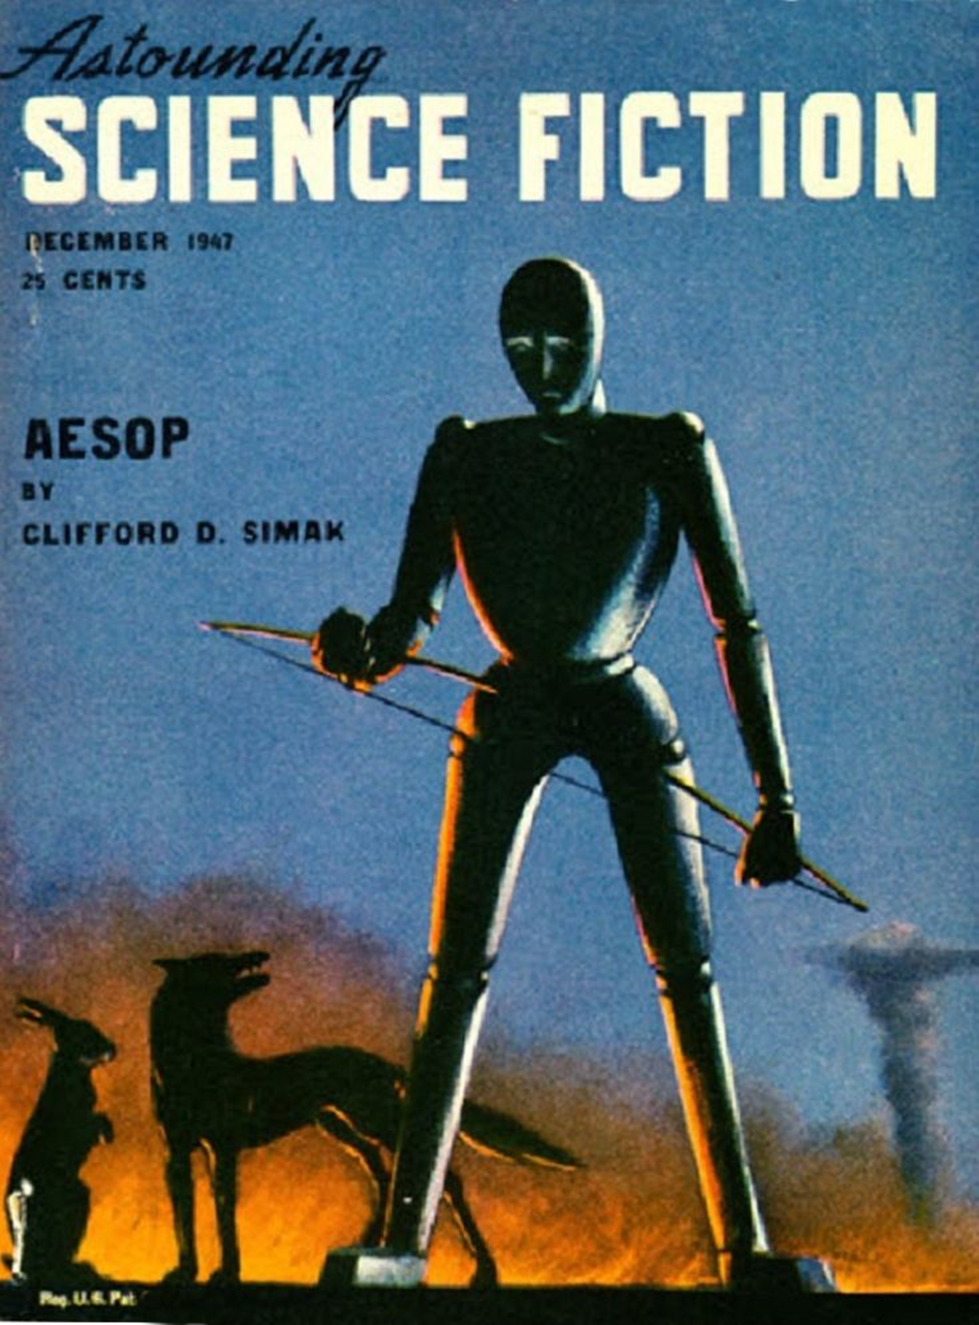 Astounding
SCIENCE FICTION
DECEMBER 1947
25 CENTS
AESOP
BY
CLIFFORD D. SIMAK
Reg. U. S. Pat.